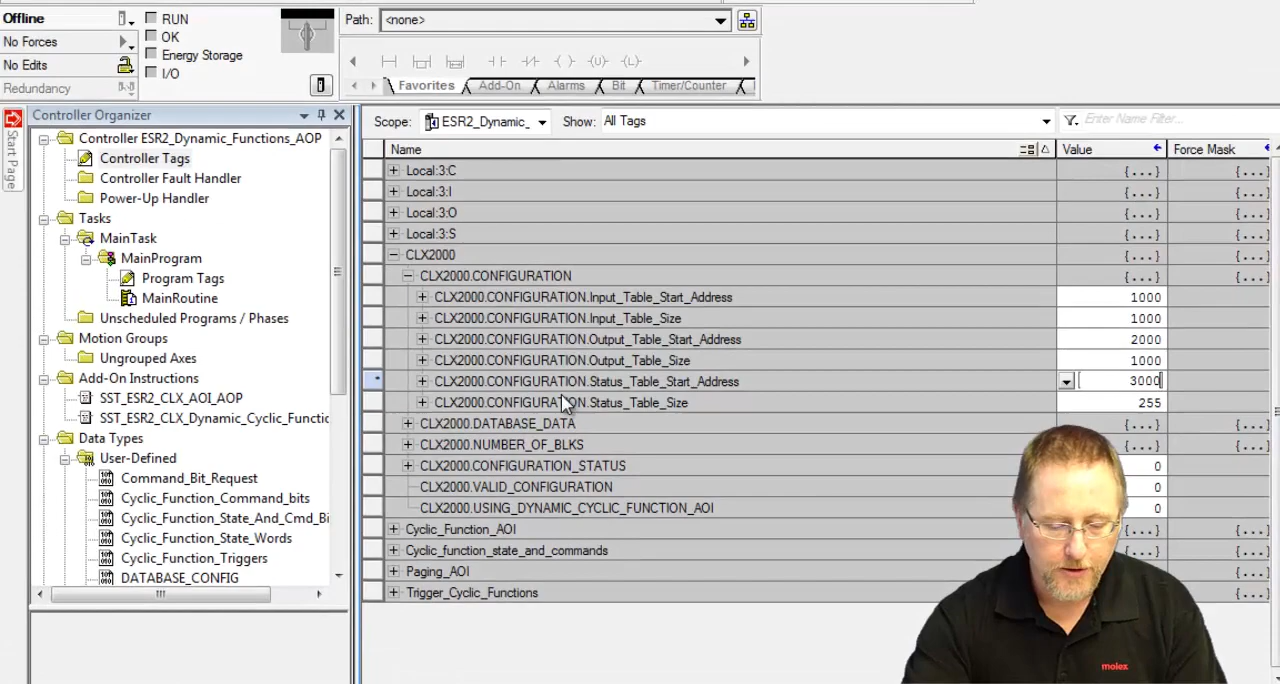 Offline
RUN
No Forces
OK
No Edits
Energy Storage
Redundancy
I/O
Path: <none>
Favorites Add-On Alarms Bit Timer/Counter
Start Page
Controller Organizer
Controller ESR2_Dynamic_Functions_AOP
Controller Tags
Controller Fault Handler
Power-Up Handler
Tasks
MainTask
MainProgram
Program Tags
MainRoutine
Unscheduled Programs / Phases
Motion Groups
Ungrouped Axes
Add-On Instructions
SST_ESR2_CLX_AOI_AOP
SST_ESR2_CLX_Dynamic_Cyclic_Functic
Data Types
User-Defined
Command_Bit_Request
Cyclic_Function_Command_bits
Cyclic_Function_State_And_Cmd_Bi
Cyclic_Function_State_Words
Cyclic_Function_Triggers
DATABASE_CONFIG
Scope: ESR2_Dynamic_ Show: All Tags Enter Name Filter...
Name Value Force Mask
Local:3:C {...} {...}
Local:3:I {...} {...}
Local:3:O {...} {...}
Local:3:S {...} {...}
CLX2000 {...} {...}
CLX2000.CONFIGURATION {...} {...}
CLX2000.CONFIGURATION.Input_Table_Start_Address 1000
CLX2000.CONFIGURATION.Input_Table_Size 1000
CLX2000.CONFIGURATION.Output_Table_Start_Address 2000
CLX2000.CONFIGURATION.Output_Table_Size 1000
CLX2000.CONFIGURATION.Status_Table_Start_Address 3000
CLX2000.CONFIGURATION.Status_Table_Size 255
CLX2000.DATABASE_DATA {...} {...}
CLX2000.NUMBER_OF_BLKS {...} {...}
CLX2000.CONFIGURATION_STATUS 0
CLX2000.VALID_CONFIGURATION 0
CLX2000.USING_DYNAMIC_CYCLIC_FUNCTION_AOI 0
Cyclic_Function_AOI {...} {...}
Cyclic_function_state_and_commands {...} {...}
Paging_AOI {...} {...}
Trigger_Cyclic_Functions {...} {...}
molex